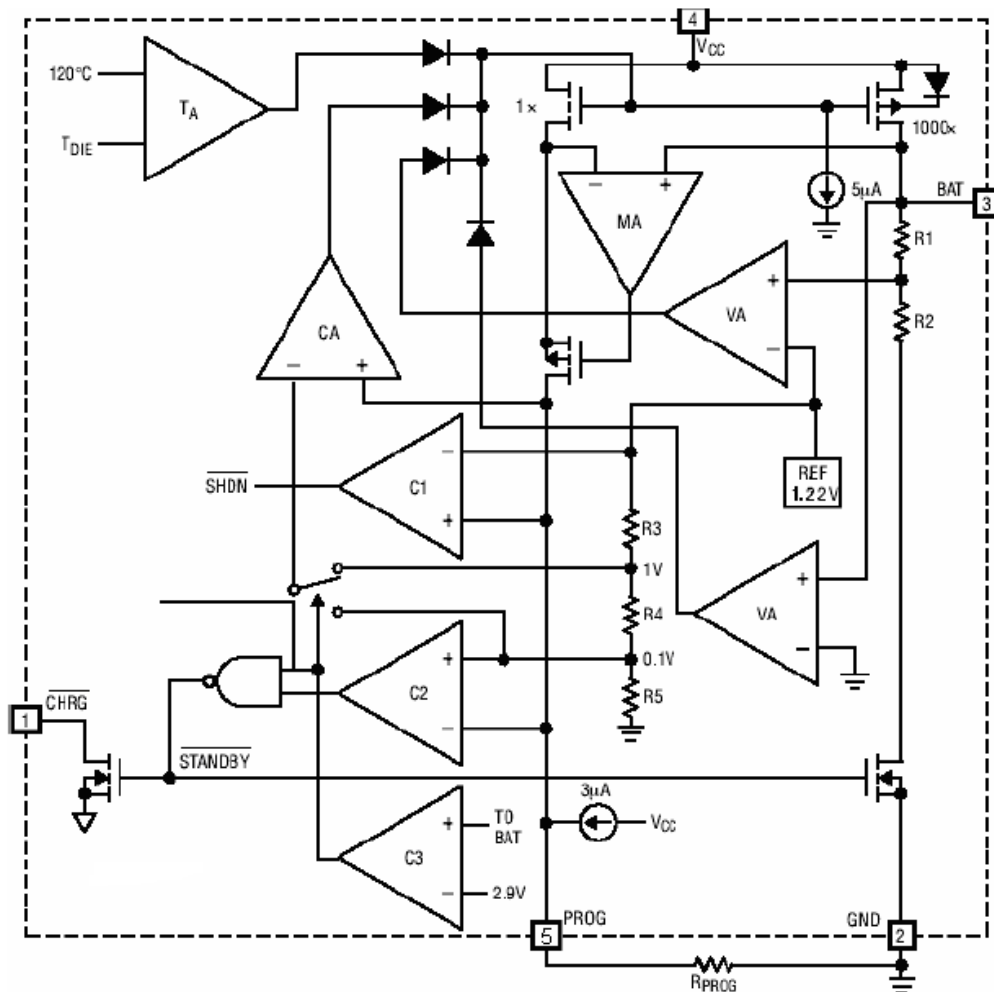 4
VCC
120°C
TA
TDIE
1×
1000×
5μA
BAT
3
– +
MA
R1
+
VA
–
R2
CA
– +
REF
1.22V
SHDN
–
C1
+
R3
1V
R4
+
VA
–
0.1V
+
C2
–
R5
CHRG
1
STANDBY
3μA
VCC
+
TO
BAT
C3
–
2.9V
PROG
5
GND
2
RPROG